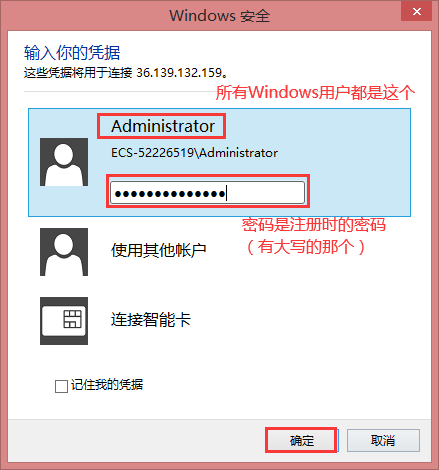 Windows 安全
输入你的凭据
这些凭据将用于连接 36.139.132.159。
所有Windows用户都是这个
Administrator
ECS-52226519\Administrator
●●●●●●●●●●●●●●
密码是注册时的密码
（有大写的那个）
使用其他帐户
连接智能卡
记住我的凭据
确定
取消